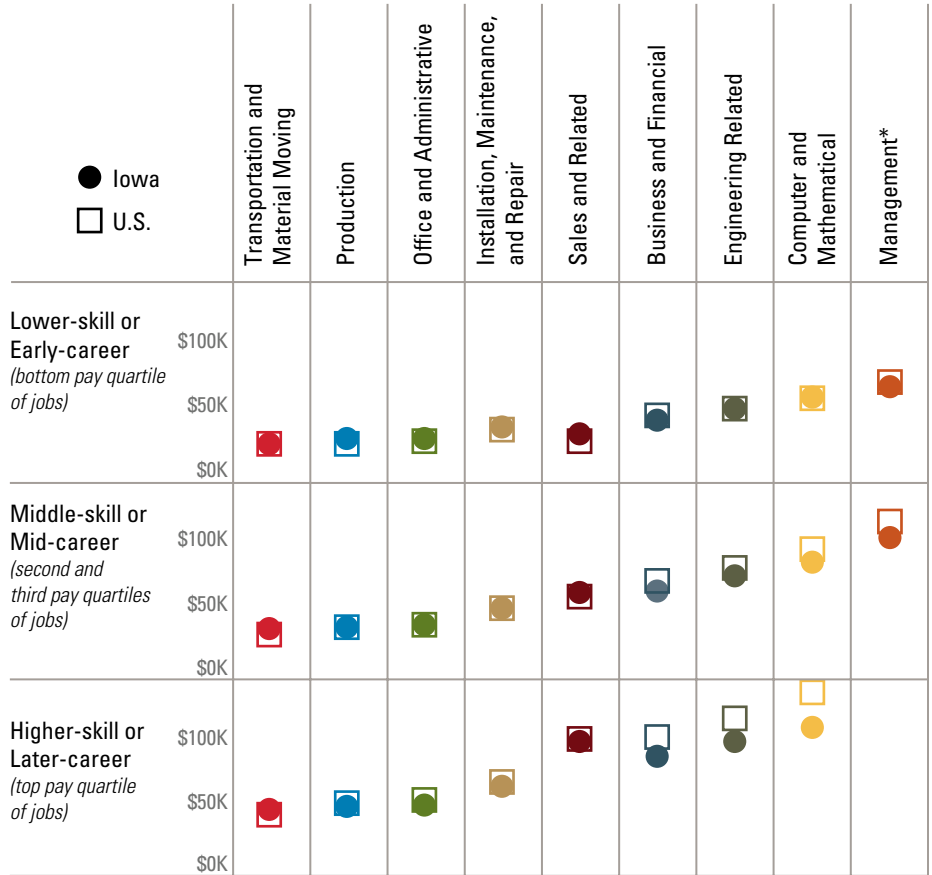 Iowa
U.S.
Transportation and
Material Moving
Production
Office and Administrative
Installation, Maintenance,
and Repair
Sales and Related
Business and Financial
Engineering Related
Computer and
Mathematical
Management*
Lower-skill or
Early-career
(bottom pay quartile
of jobs)
$100K
$50K
$0K
Middle-skill or
Mid-career
(second and
third pay quartiles
of jobs)
$100K
$50K
$0K
Higher-skill or
Later-career
(top pay quartile
of jobs)
$100K
$50K
$0K